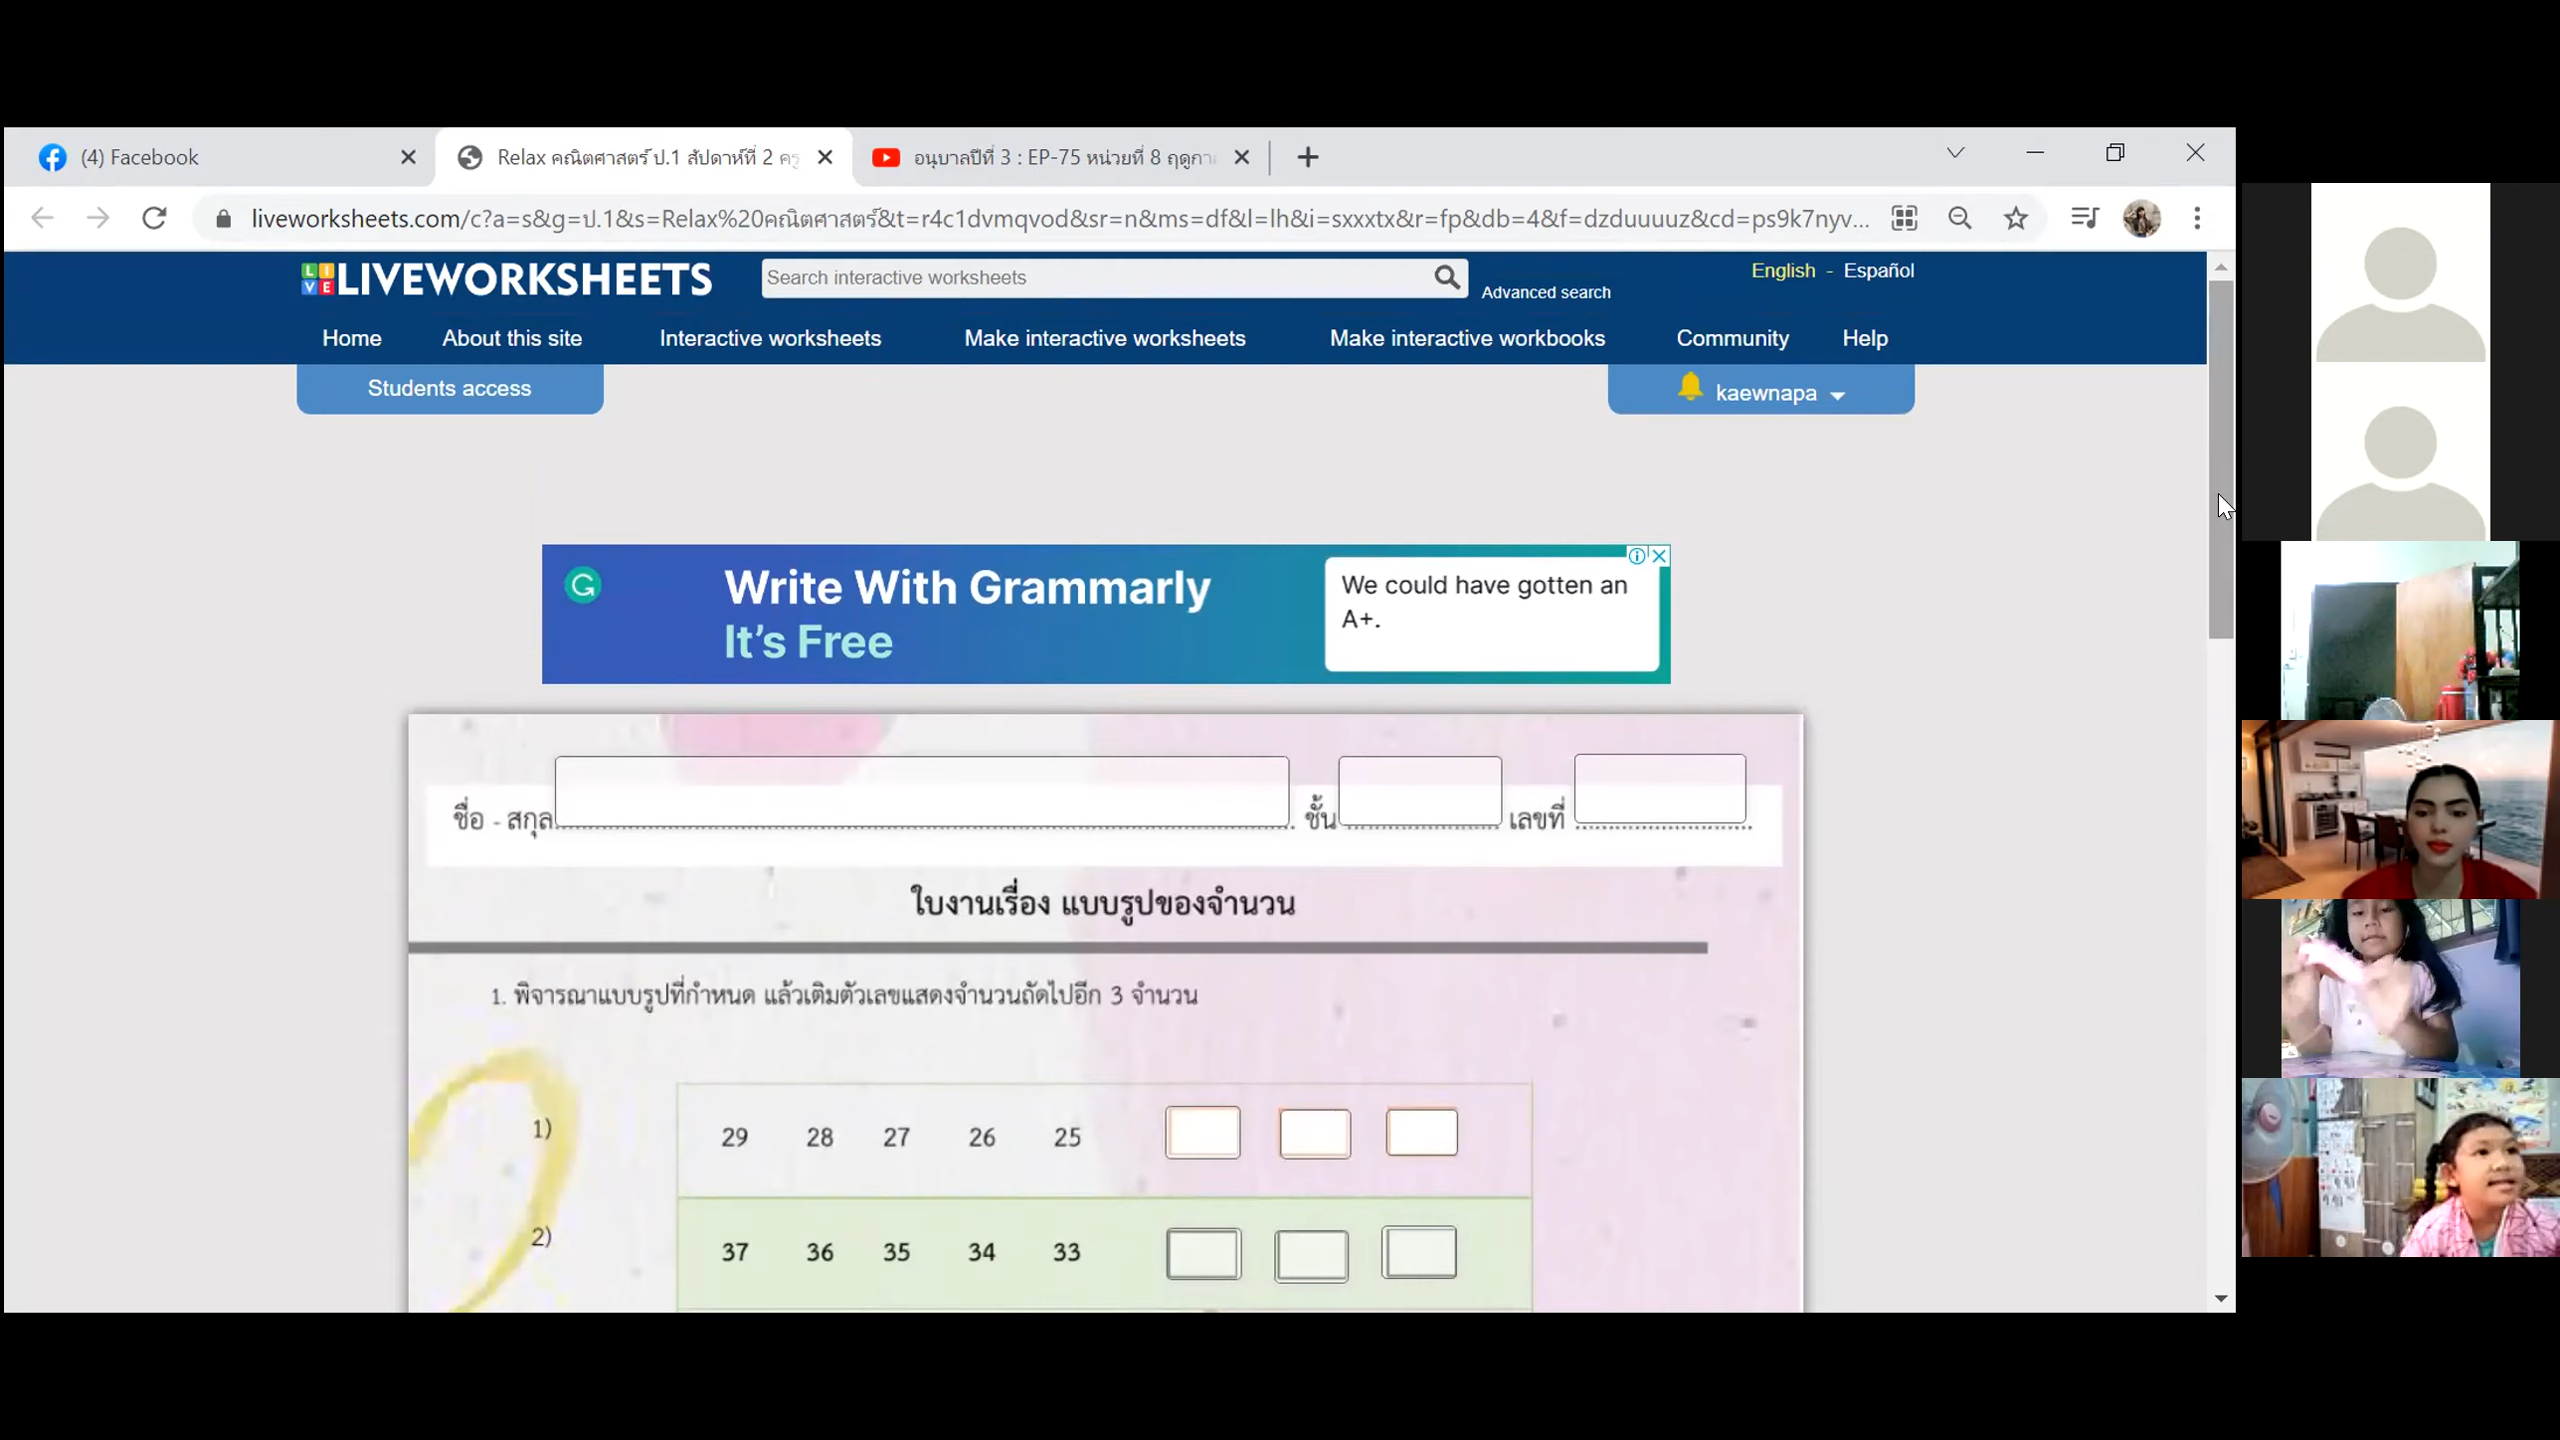 (4) Facebook
Relax คณิตศาสตร์ ป.1 สัปดาห์ที่ 2 ครู
อนุบาลปีที่ 3 : EP-75 หน่วยที่ 8 ฤดูกา
liveworksheets.com/c?a=s&g=ป.1&s=Relax%20คณิตศาสตร์&t=r4c1dvmqvod&sr=n&ms=df&l=lh&i=sxxxtx&r=fp&db=4&f=dzduuuuz&cd=ps9k7nyv...
LIVE LIVEWORKSHEETS
Search interactive worksheets
Advanced search
English - Español
Home About this site Interactive worksheets Make interactive worksheets Make interactive workbooks Community Help
Students access
kaewnapa
Write With Grammarly
It's Free
We could have gotten an
A+.
ชื่อ - สกุล ชั้น เลขที่
ใบงานเรื่อง แบบรูปของจำนวน
1. พิจารณาแบบรูปที่กำหนด แล้วเติมตัวเลขแสดงจำนวนถัดไปอีก 3 จำนวน
1) 29 28 27 26 25
2) 37 36 35 34 33